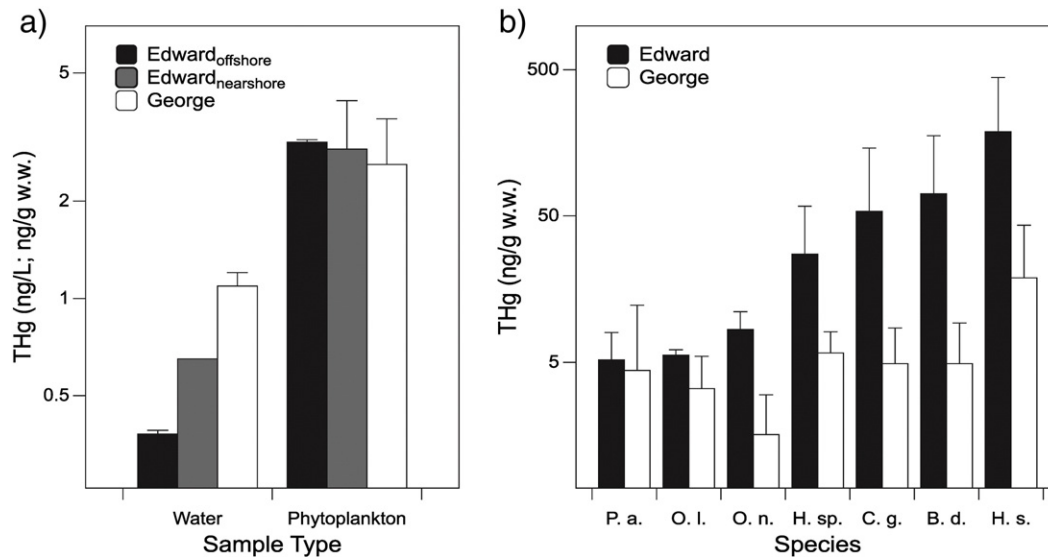 a)
Edwardoffshore
Edwardnearshore
George
5
2
1
0.5
THg (ng/L; ng/g w.w.)
Water
Phytoplankton
Sample Type
b)
Edward
George
500
50
5
THg (ng/g w.w.)
P. a.
O. l.
O. n.
H. sp.
C. g.
B. d.
H. s.
Species